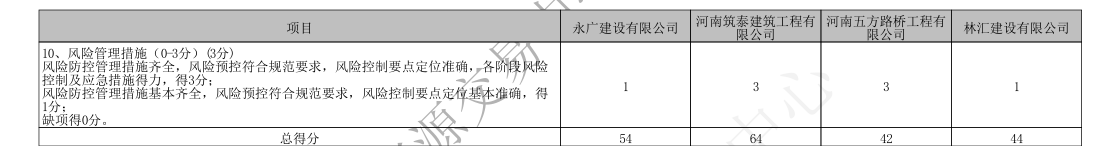 项目 永广建设有限公司 河南筑泰建筑工程有限公司 河南五方路桥工程有限公司 林汇建设有限公司
10、风险管理措施（0-3分）(3分)
风险防控管理措施齐全，风险预控符合规范要求，风险控制要点定位准确，各阶段风险
控制及应急措施得力，得3分；
风险防控管理措施基本齐全，风险预控符合规范要求，风险控制要点定位基本准确，得
1分；
缺项得0分。
1 3 3 1
总得分 54 64 42 44
源交易
中心